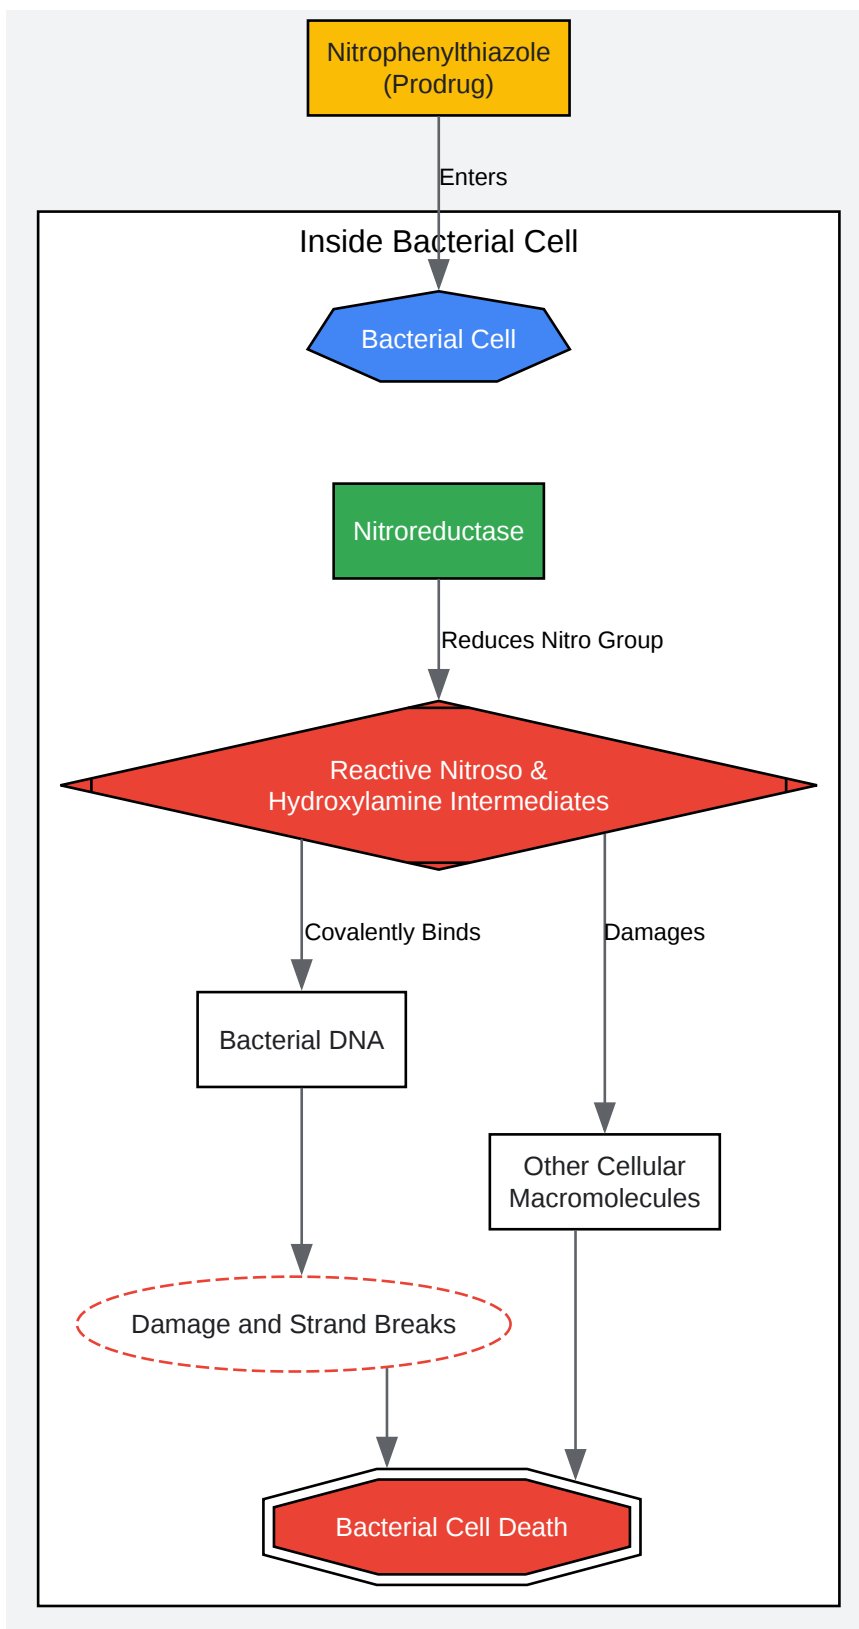 Nitrophenylthiazole
(Prodrug)
Enters
Inside Bacterial Cell
Bacterial Cell
Nitroreductase
Reduces Nitro Group
Reactive Nitroso &
Hydroxylamine Intermediates
Covalently Binds
Damages
Bacterial DNA
Other Cellular
Macromolecules
Damage and Strand Breaks
Bacterial Cell Death